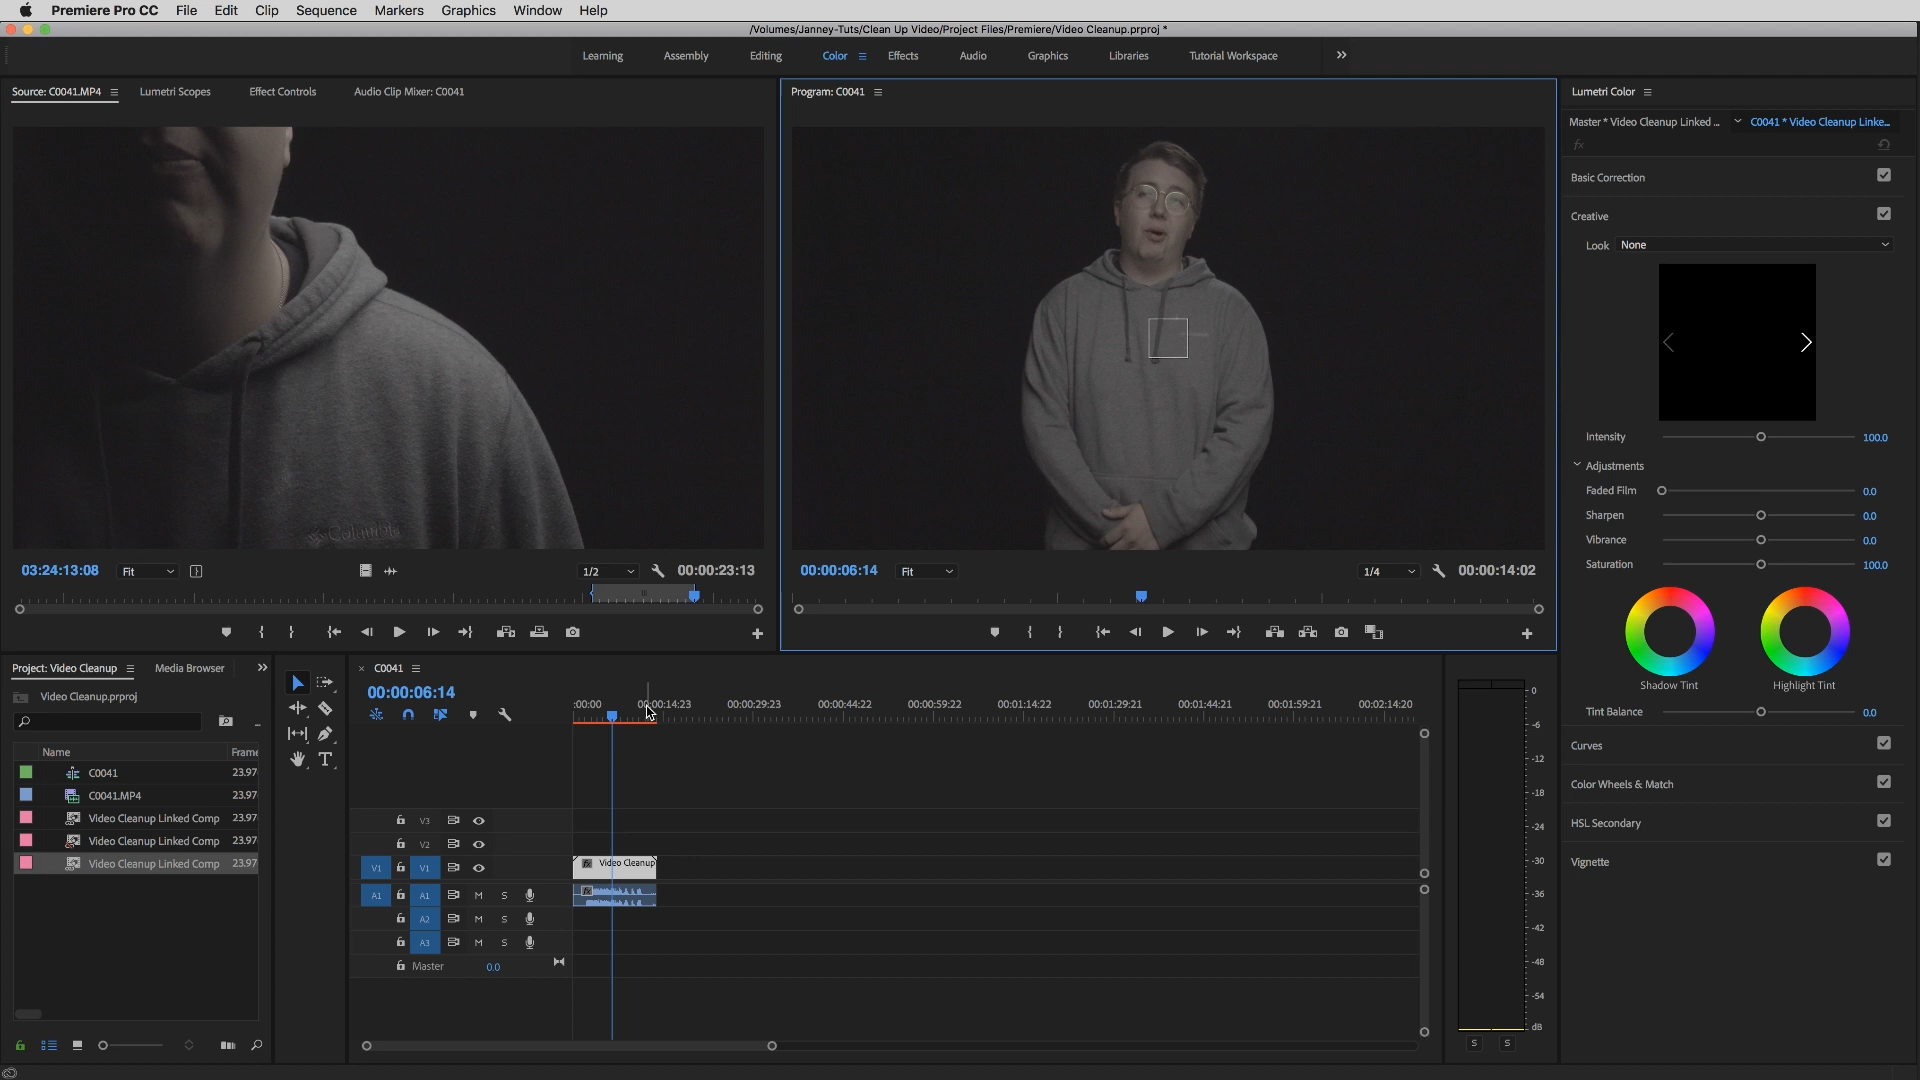 Premiere Pro CC File Edit Clip Sequence Markers Graphics Window Help
/Volumes/Janney-Tuts/Clean Up Video/Project Files/Premiere/Video Cleanup.prproj *
Learning Assembly Editing Color Effects Audio Graphics Libraries Tutorial Workspace
Source: C0041.MP4 Lumetri Scopes Effect Controls Audio Clip Mixer: C0041
Columbia
03:24:13:08 Fit 1/2 00:00:23:13
Program: C0041
00:00:06:14 Fit 1/4 00:00:14:02
Lumetri Color
Master * Video Cleanup Linked ... C0041 * Video Cleanup Linke...
fx
Basic Correction
Creative
Look None
Intensity 100.0
Adjustments
Faded Film 0.0
Sharpen 0.0
Vibrance 0.0
Saturation 100.0
Shadow Tint Highlight Tint
Tint Balance 0.0
Curves
Color Wheels & Match
HSL Secondary
Vignette
Project: Video Cleanup Media Browser
Video Cleanup.prproj
Name Frame
C0041 23.97
C0041.MP4 23.97
Video Cleanup Linked Comp 23.97
Video Cleanup Linked Comp 23.97
Video Cleanup Linked Comp 23.97
C0041
00:00:06:14
:00:00 00:00:14:23 00:00:29:23 00:00:44:22 00:00:59:22 00:01:14:22 00:01:29:21 00:01:44:21 00:01:59:21 00:02:14:20
V3
V2
V1 V1 fx Video Cleanup
A1 A1 M S
A2 M S
A3 M S
Master 0.0
0
-6
-12
-18
-24
-30
-36
-42
-48
-54
dB
S S